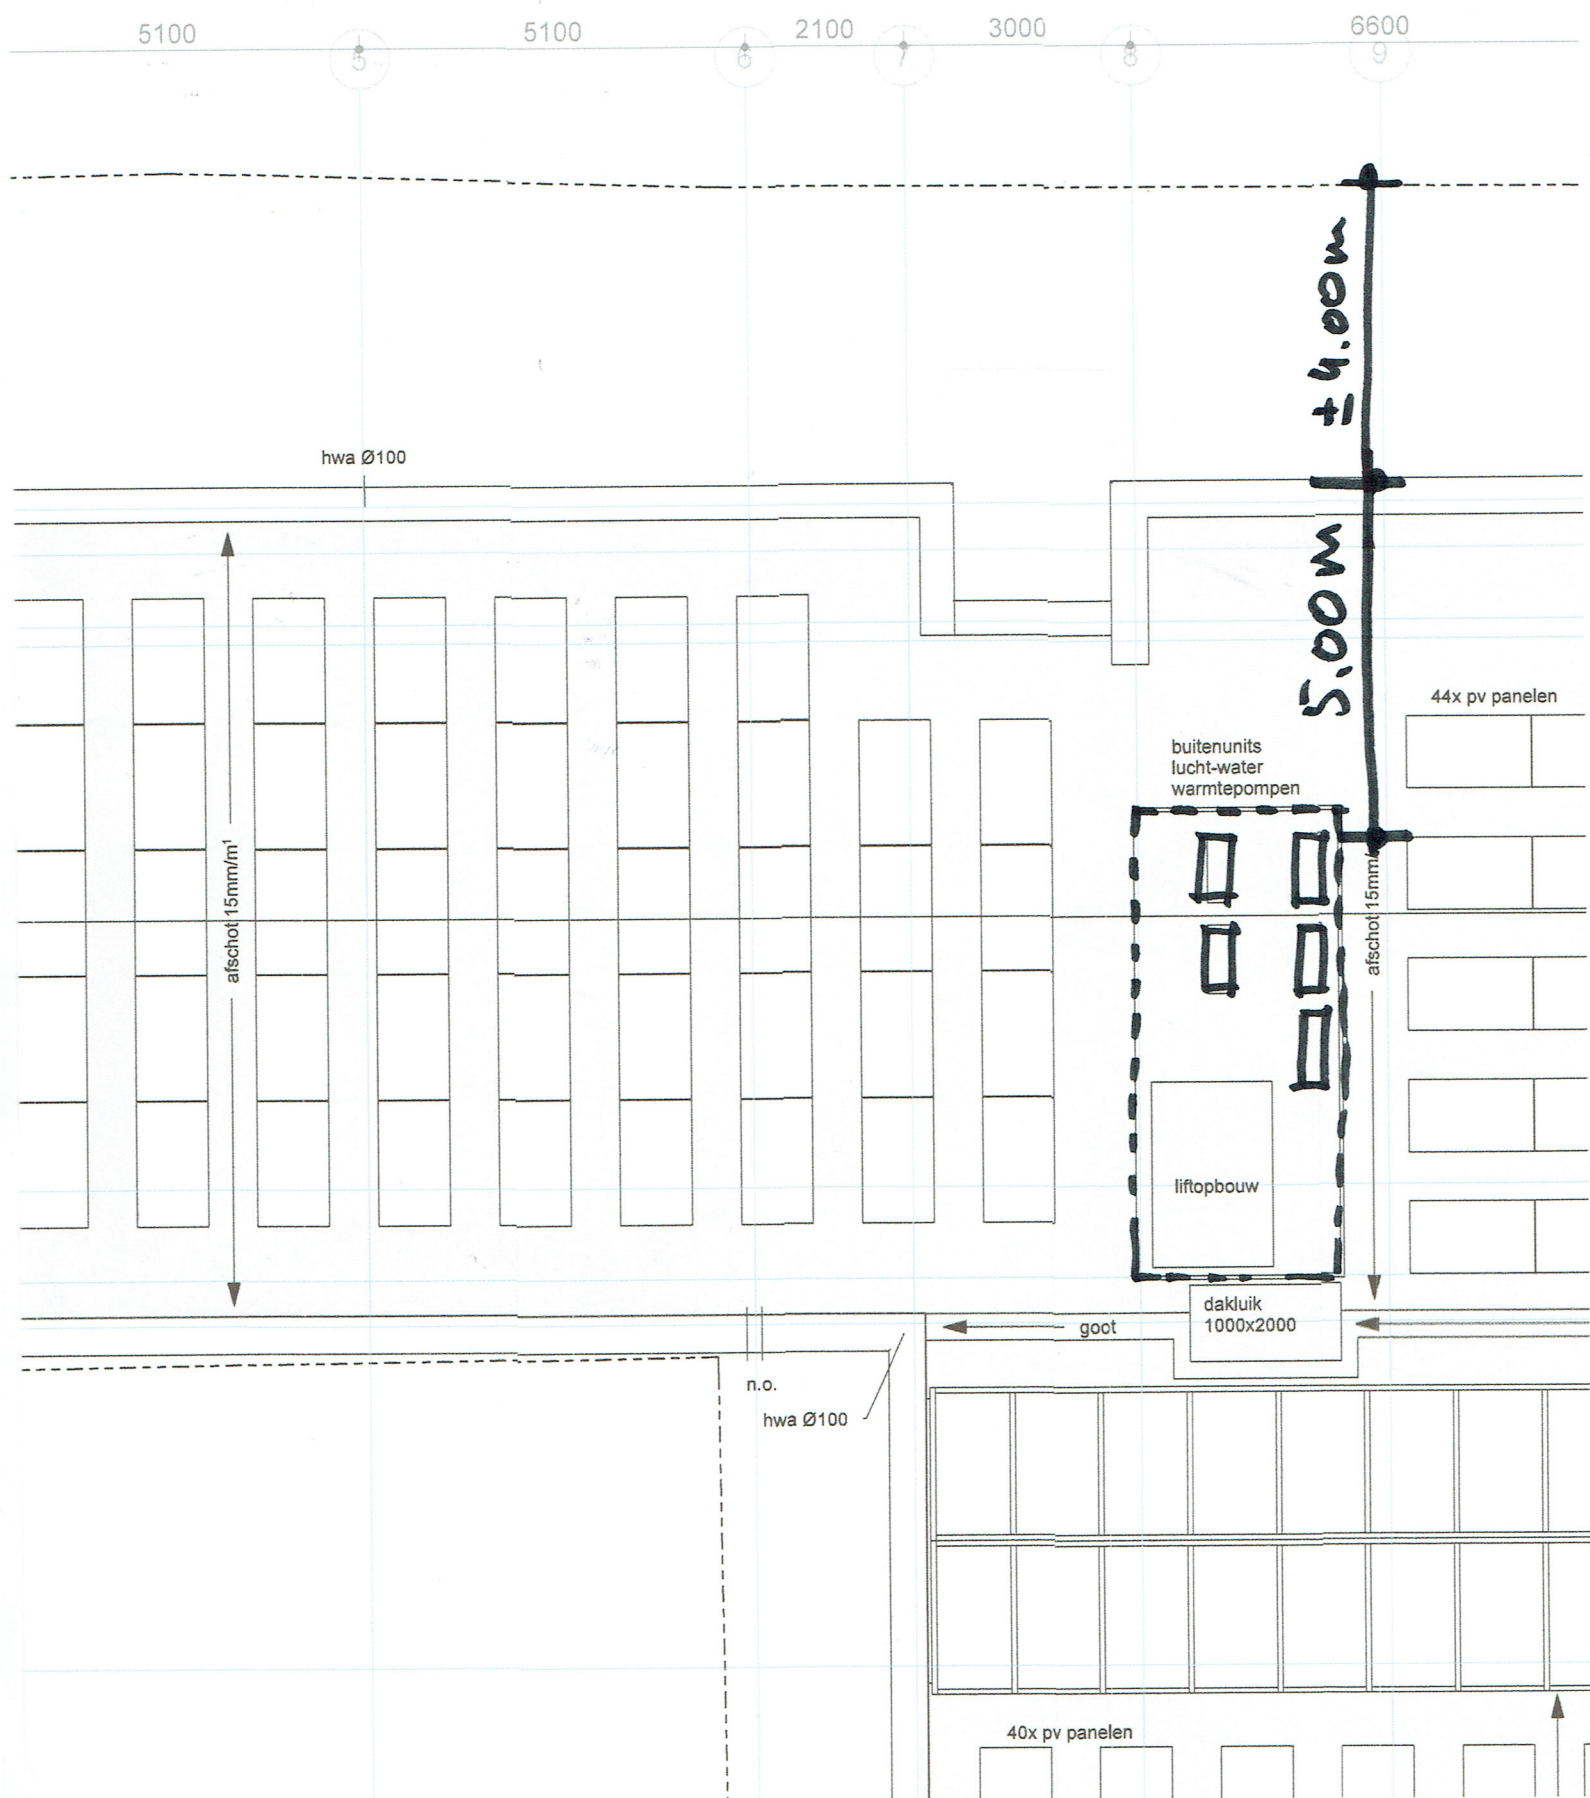 5100 5100 2100 3000 6600
5 6 7 8 9
± 4.00m
hwa Ø100
5.00m
44x pv panelen
buitenunits
lucht-water
warmtepompen
afschot 15mm/m¹
afschot 15mm/
liftopbouw
dakluik
1000x2000
goot
n.o.
hwa Ø100
40x pv panelen